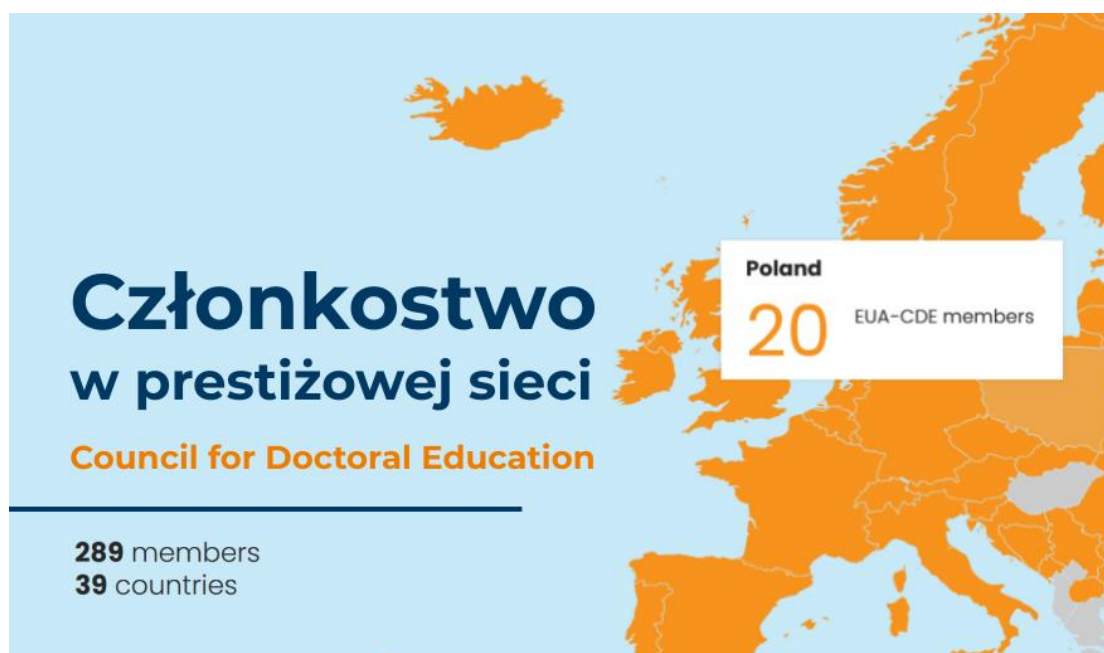 Członkostwo
w prestiżowej sieci
Council for Doctoral Education
289 members
39 countries
Poland
20 EUA-CDE members